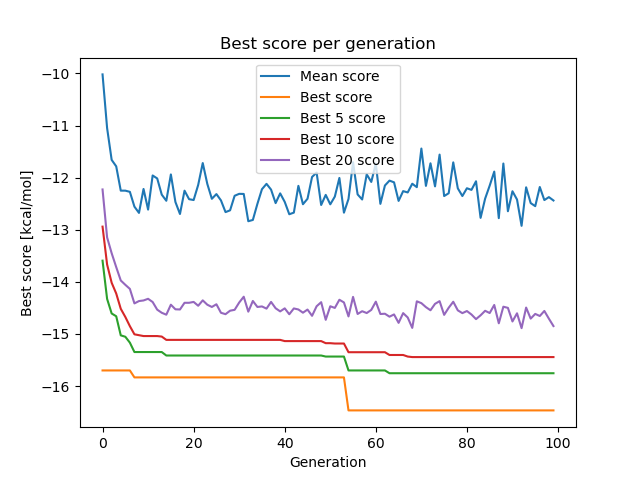 Best score per generation
Best score [kcal/mol]
−10
−11
−12
−13
−14
−15
−16
Mean score
Best score
Best 5 score
Best 10 score
Best 20 score
0
20
40
60
80
100
Generation